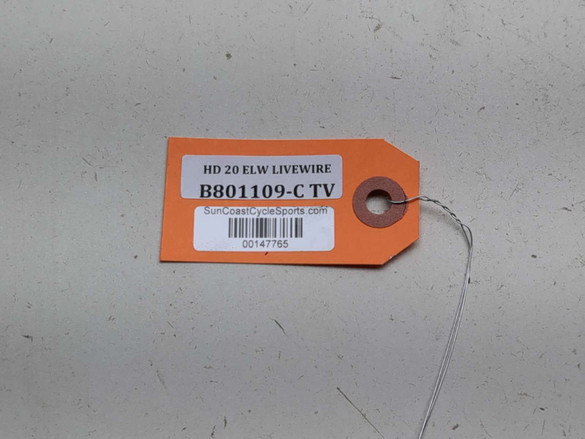 HD 20 ELW LIVEWIRE
B801109-C TV
SunCoastCycleSports.com
00147765